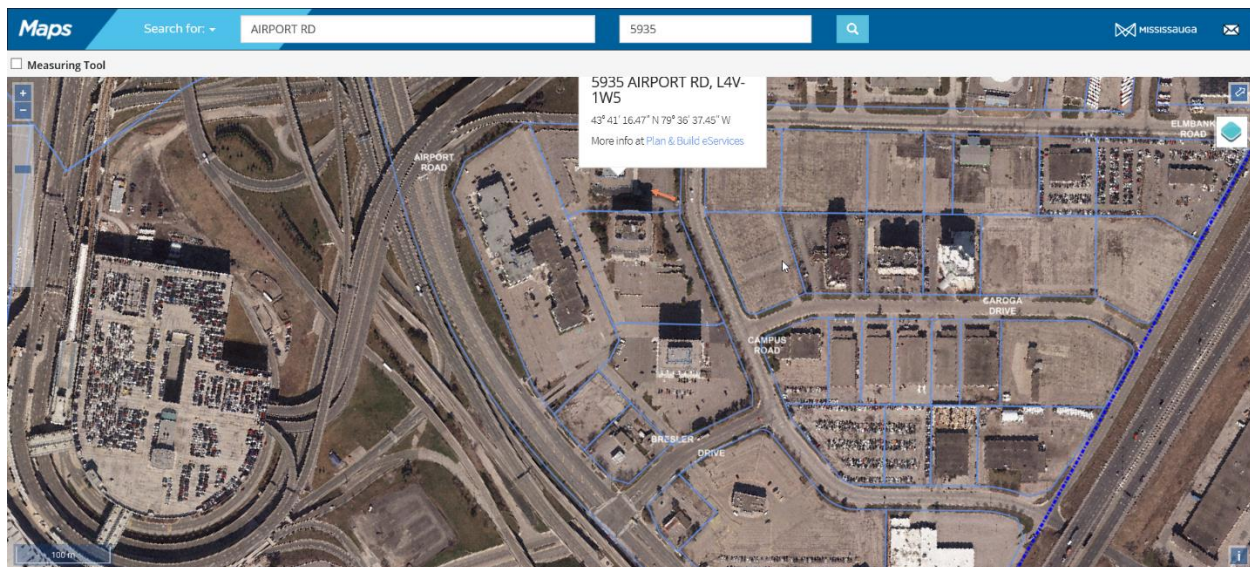 Maps
Search for:
AIRPORT RD
5935
MISSISSAUGA
Measuring Tool
+
−
5935 AIRPORT RD, L4V-
1W5
43° 41' 16.47" N 79° 36' 37.45" W
More info at Plan & Build eServices
ELMBANK
ROAD
AIRPORT
ROAD
CAROGA
DRIVE
CAMPUS
ROAD
BRESLER
DRIVE
100 m
i